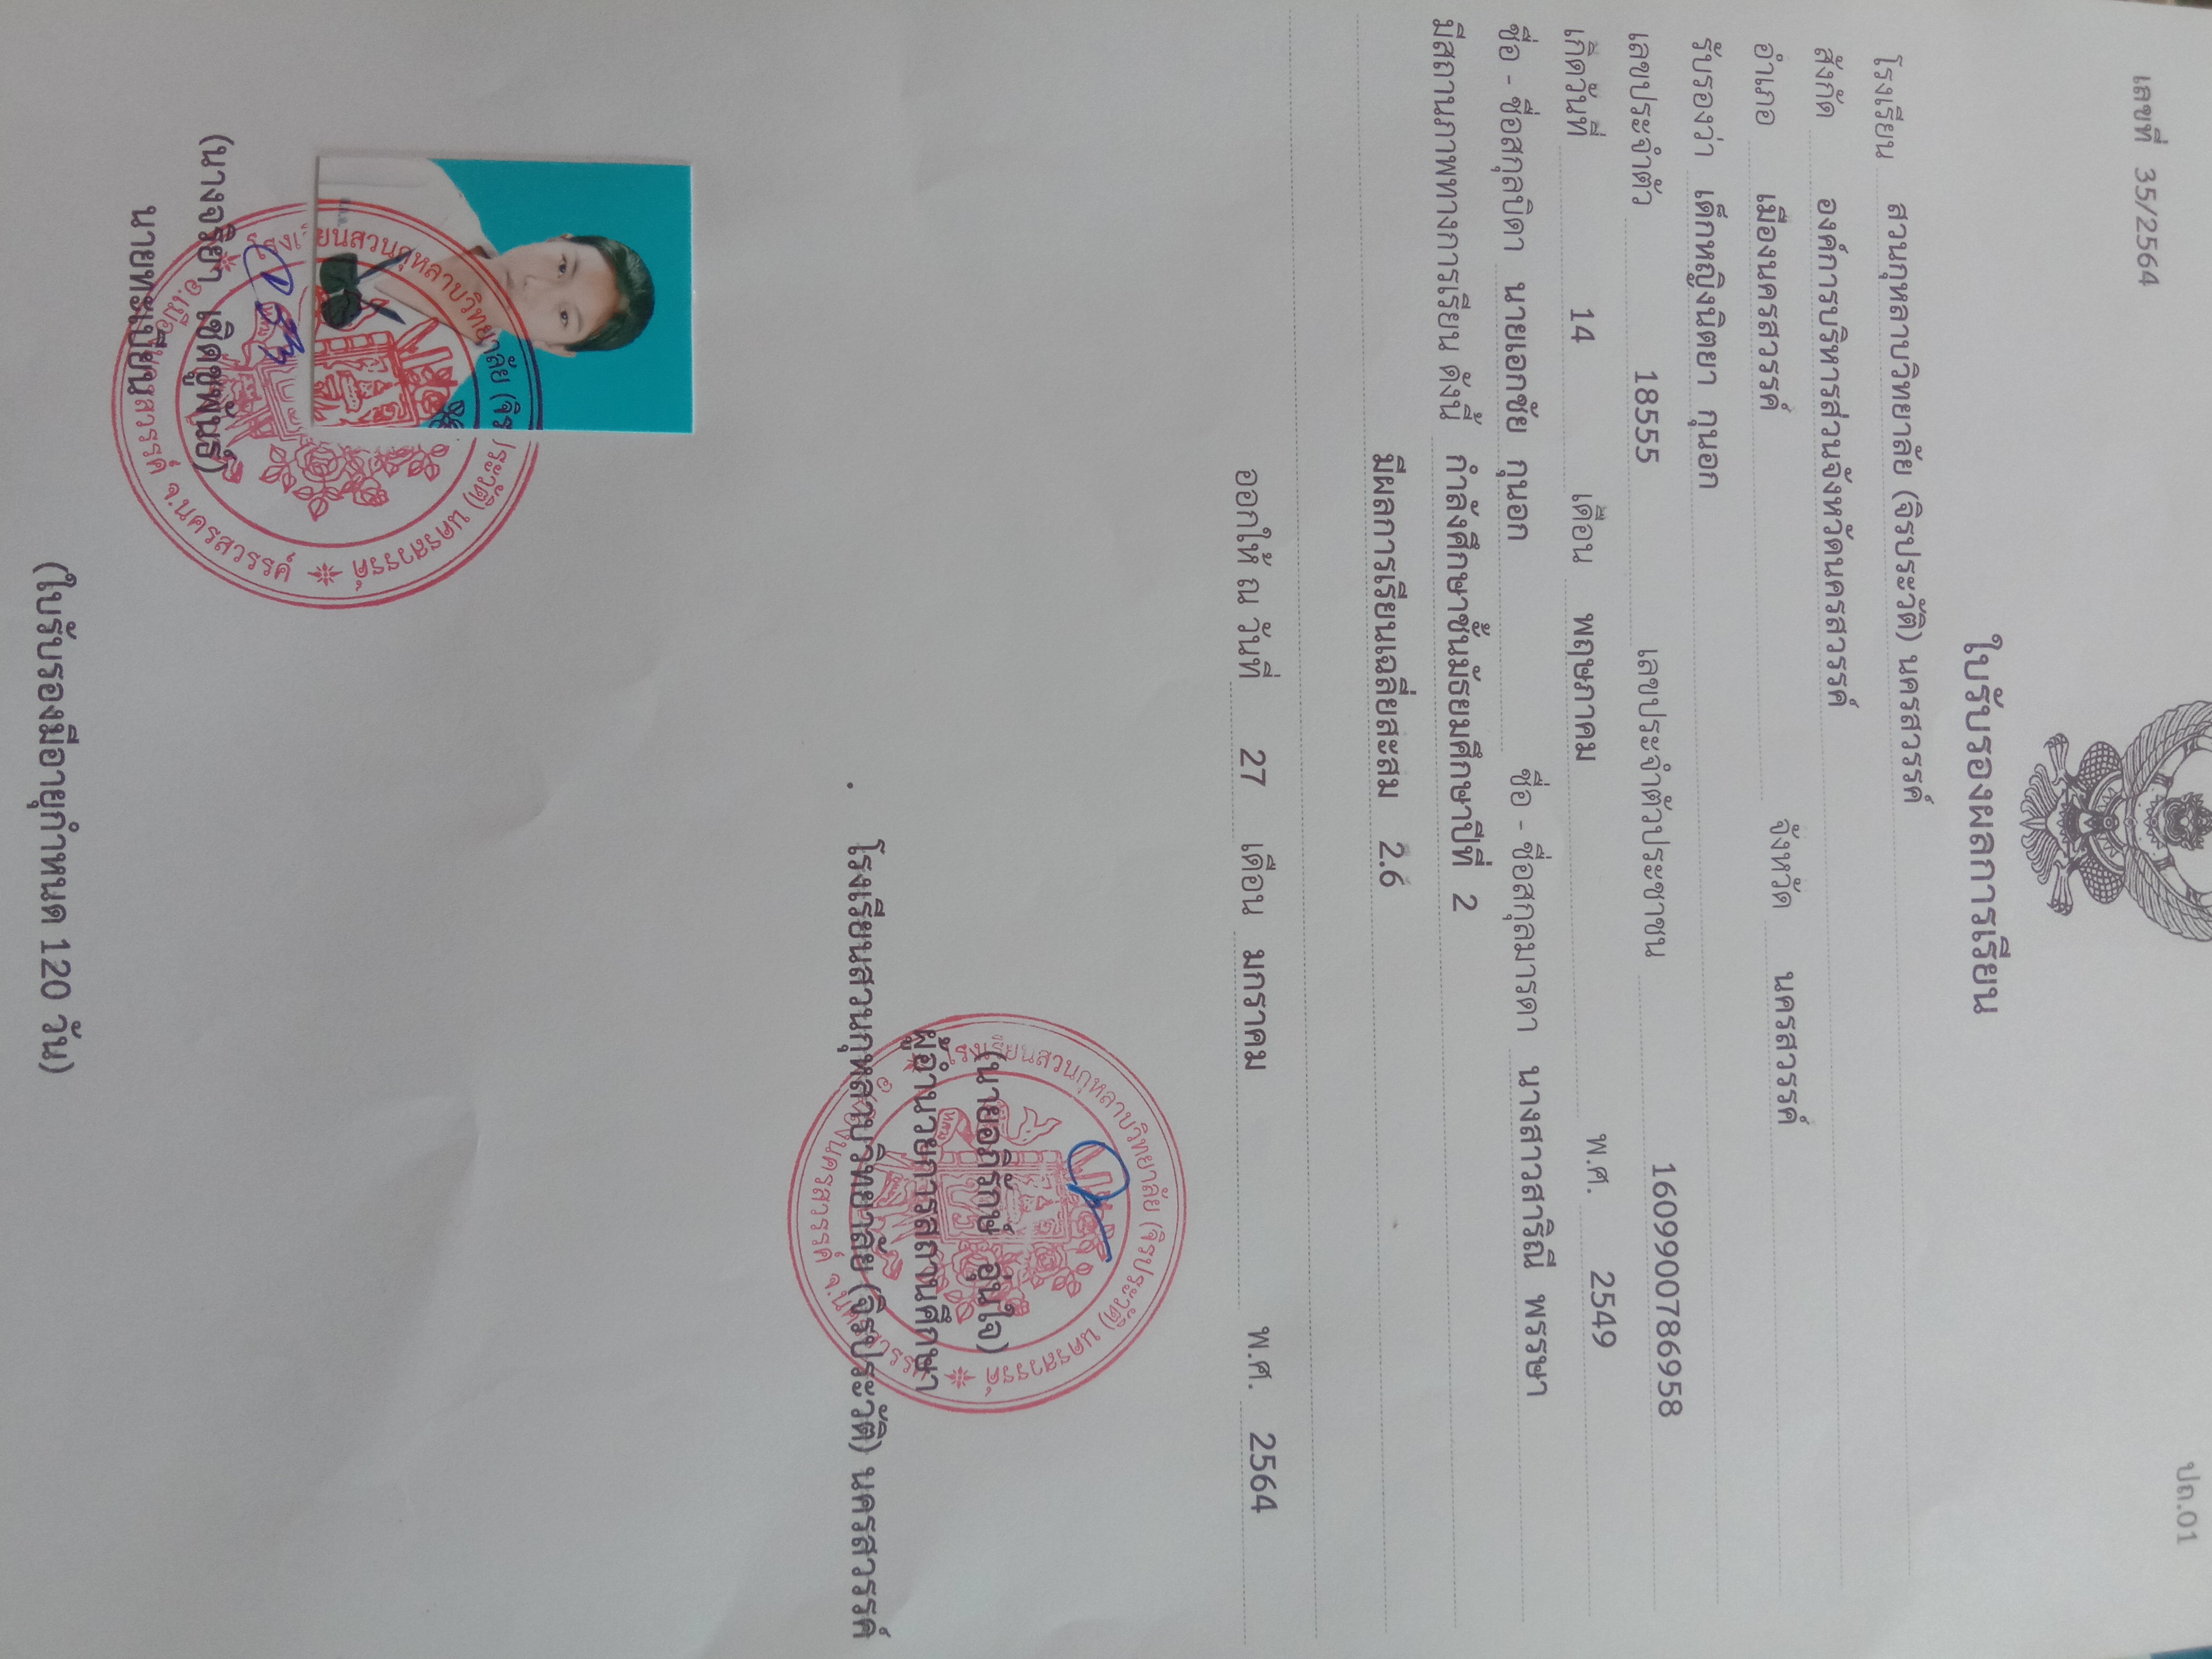 เลขที่ 35/2564
ปถ.01
ใบรับรองผลการเรียน
โรงเรียน สวนกุหลาบวิทยาลัย (จิรประวัติ) นครสวรรค์
สังกัด องค์การบริหารส่วนจังหวัดนครสวรรค์
อำเภอ เมืองนครสวรรค์ จังหวัด นครสวรรค์
รับรองว่า เด็กหญิงนิตยา กุนอก
เลขประจำตัว 18555 เลขประจำตัวประชาชน 1609900786958
เกิดวันที่ 14 เดือน พฤษภาคม พ.ศ. 2549
ชื่อ - ชื่อสกุลบิดา นายเอกชัย กุนอก ชื่อ - ชื่อสกุลมารดา นางสาวสาริณี พรรษา
มีสถานภาพทางการเรียน ดังนี้ กำลังศึกษาชั้นมัธยมศึกษาปีที่ 2
มีผลการเรียนเฉลี่ยสะสม 2.6
ออกให้ ณ วันที่ 27 เดือน มกราคม พ.ศ. 2564
โรงเรียนสวนกุหลาบวิทยาลัย (จิรประวัติ) นครสวรรค์
(นายอภิรักษ์ อุ่นใจ)
ผู้อำนวยการสถานศึกษา
โรงเรียนสวนกุหลาบวิทยาลัย (จิรประวัติ) นครสวรรค์
(นางจริยา เชิดชูพันธ์)
นายทะเบียน
จ.นครสวรรค์
(ใบรับรองมีอายุกำหนด 120 วัน)